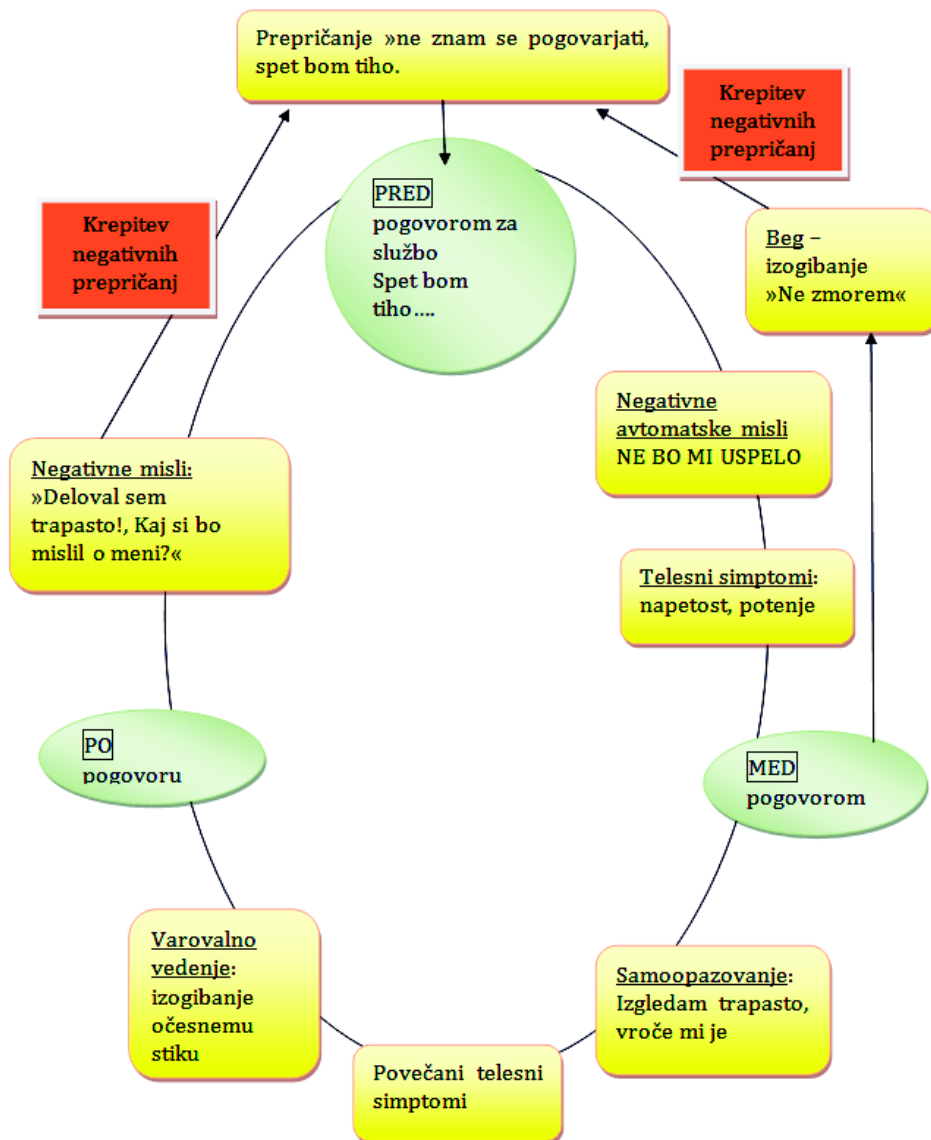 Prepričanje »ne znam se pogovarjati,
spet bom tiho.
Krepitev
negativnih
prepričanj
PRED
pogovorom za
službo
Spet bom
tiho....
Krepitev
negativnih
prepričanj
Beg –
izogibanje
»Ne zmorem«
Negativne
avtomatske misli
NE BO MI USPELO
Negativne misli:
»Deloval sem
trapasto!, Kaj si bo
mislil o meni?«
Telesni simptomi:
napetost, potenje
PO
pogovoru
MED
pogovorom
Varovalno
vedenje:
izogibanje
očesnemu
stiku
Samoopazovanje:
Izgledam trapasto,
vroče mi je
Povečani telesni
simptomi